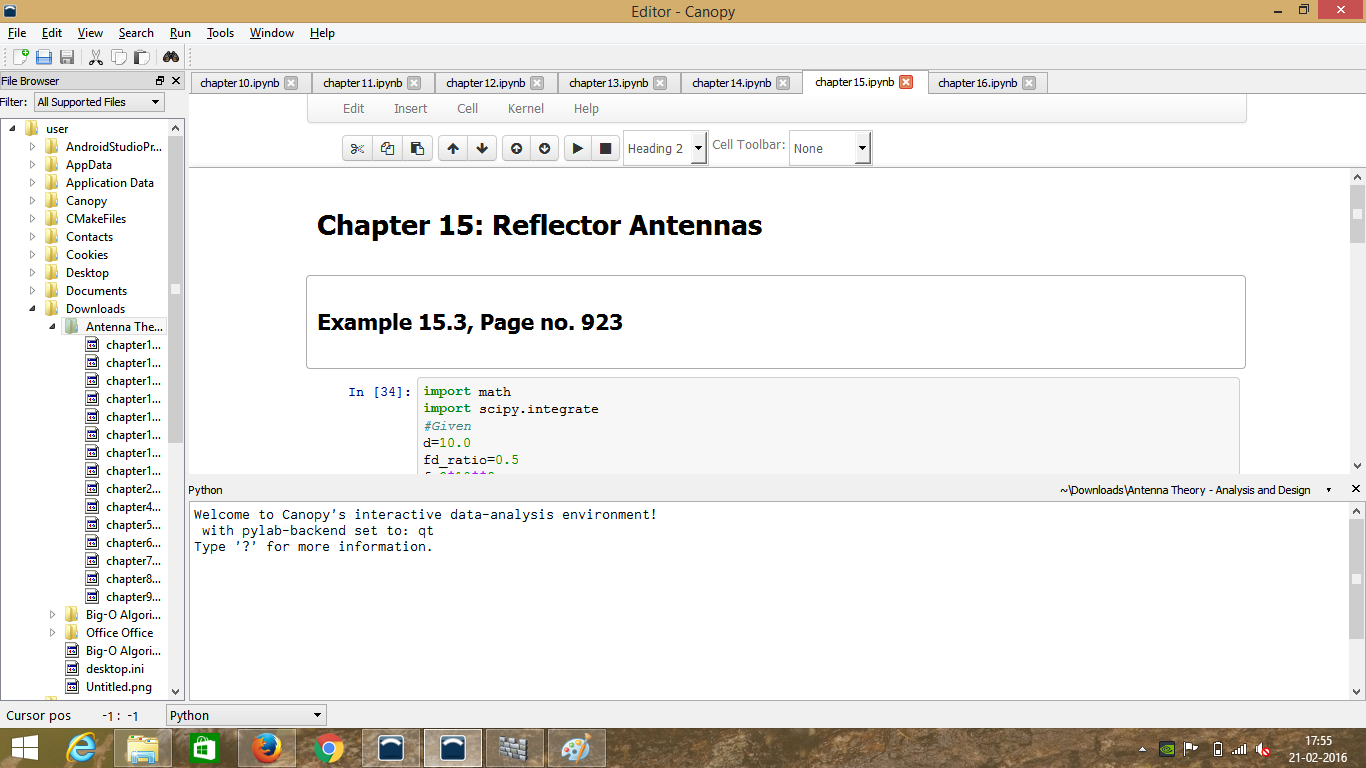 Editor - Canopy
File Edit View Search Run Tools Window Help
File Browser
Filter: All Supported Files
user
AndroidStudioPr...
AppData
Application Data
Canopy
CMakeFiles
Contacts
Cookies
Desktop
Documents
Downloads
Antenna The...
chapter1...
chapter1...
chapter1...
chapter1...
chapter1...
chapter1...
chapter1...
chapter1...
chapter2...
chapter4...
chapter5...
chapter6...
chapter7...
chapter8...
chapter9...
Big-O Algori...
Office Office
Big-O Algori...
desktop.ini
Untitled.png
chapter10.ipynb chapter11.ipynb chapter12.ipynb chapter13.ipynb chapter14.ipynb chapter15.ipynb chapter16.ipynb
Edit Insert Cell Kernel Help
Heading 2 Cell Toolbar: None
Chapter 15: Reflector Antennas
Example 15.3, Page no. 923
In [34]: import math
import scipy.integrate
#Given
d=10.0
fd_ratio=0.5
Python ~\Downloads\Antenna Theory - Analysis and Design
Welcome to Canopy's interactive data-analysis environment!
with pylab-backend set to: qt
Type '?' for more information.
Cursor pos -1 : -1 Python
17:55
21-02-2016